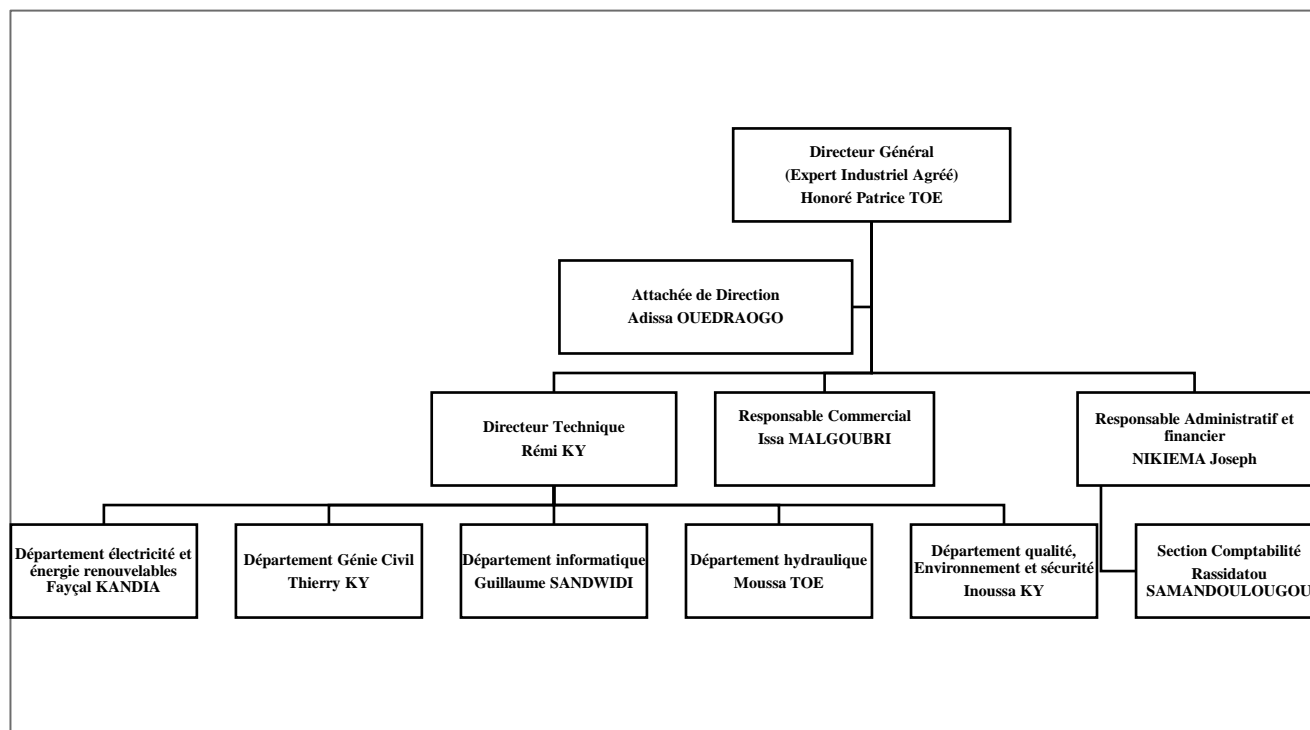 Directeur Général
(Expert Industriel Agréé)
Honoré Patrice TOE
Attachée de Direction
Adissa OUEDRAOGO
Directeur Technique
Rémi KY
Responsable Commercial
Issa MALGOUBRI
Responsable Administratif et
financier
NIKIEMA Joseph
Département électricité et
énergie renouvelables
Fayçal KANDIA
Département Génie Civil
Thierry KY
Département informatique
Guillaume SANDWIDI
Département hydraulique
Moussa TOE
Département qualité,
Environnement et sécurité
Inoussa KY
Section Comptabilité
Rassidatou
SAMANDOULOUGOU